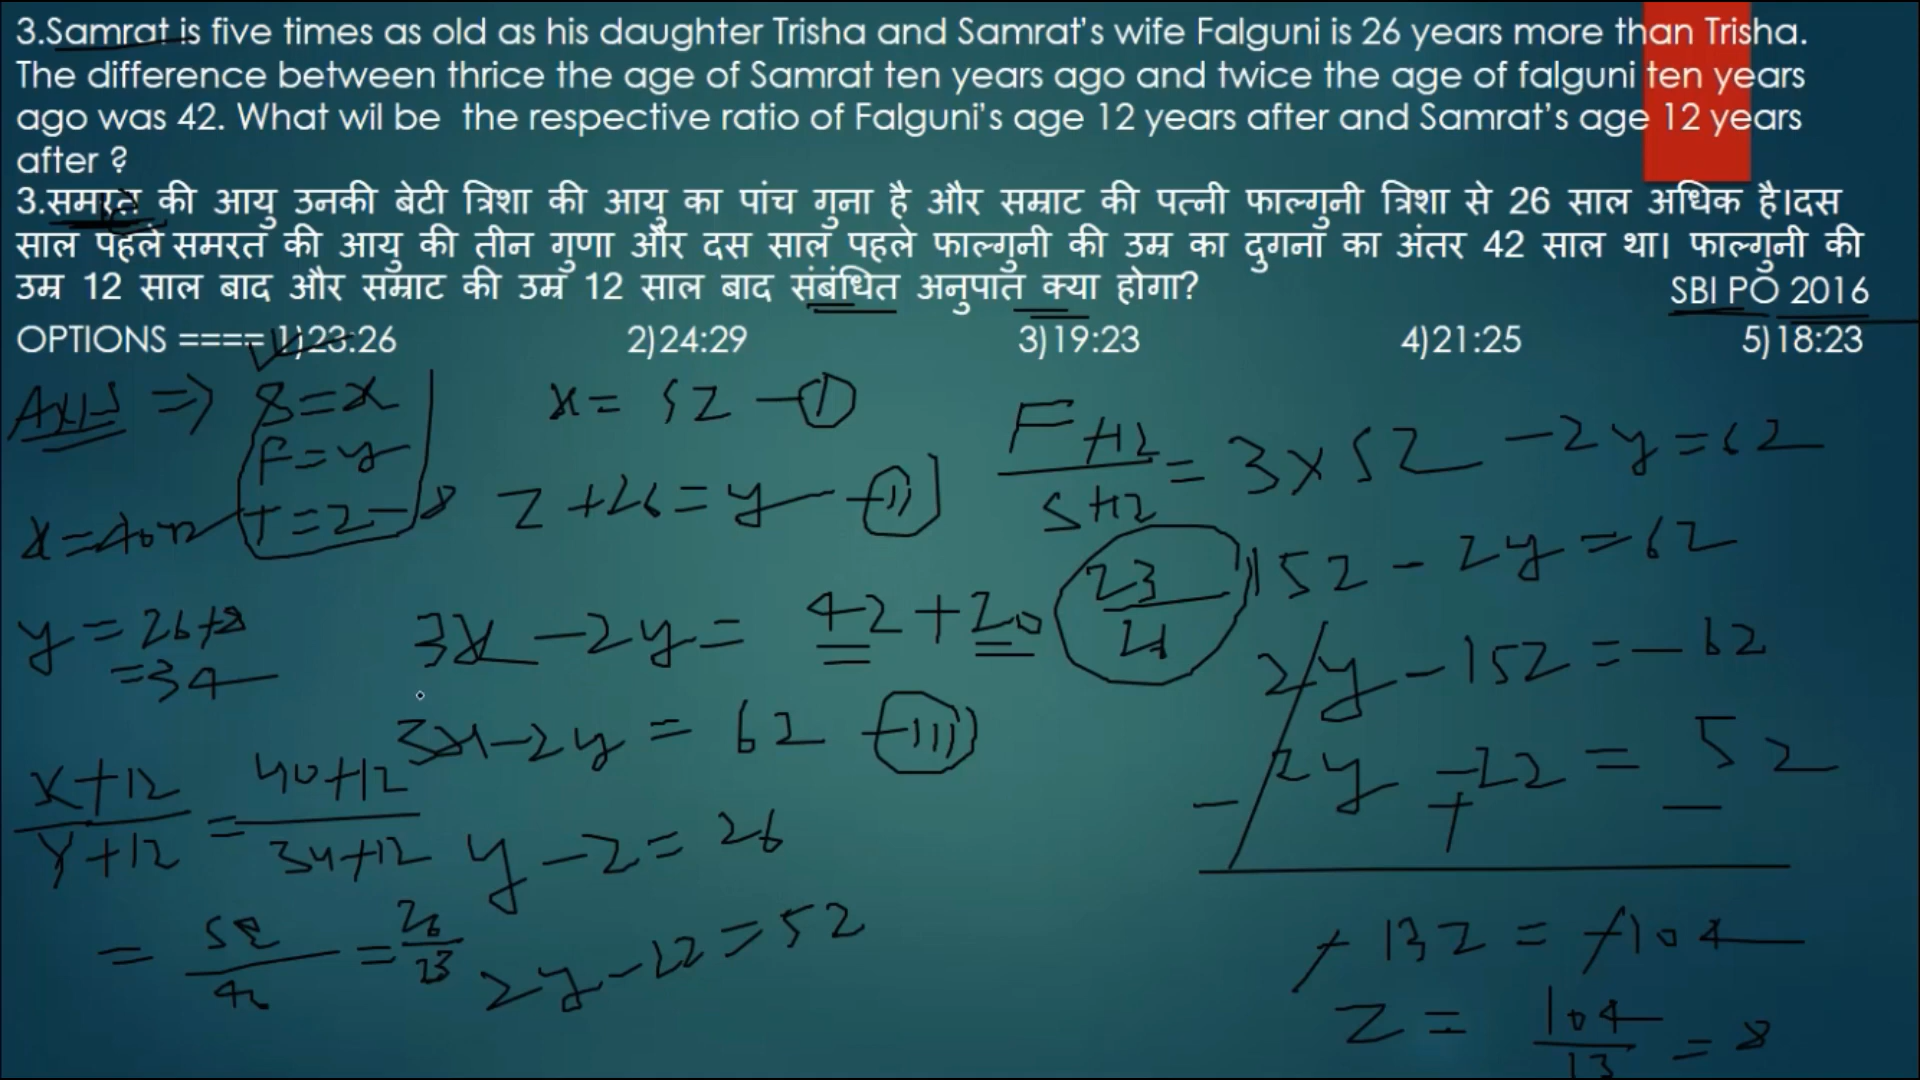 3.Samrat is five times as old as his daughter Trisha and Samrat's wife Falguni is 26 years more than Trisha.
The difference between thrice the age of Samrat ten years ago and twice the age of falguni ten years
ago was 42. What wil be the respective ratio of Falguni's age 12 years after and Samrat's age 12 years
after ?
3.सम्राट की आयु उनकी बेटी त्रिशा की आयु का पांच गुना है और सम्राट की पत्नी फाल्गुनी त्रिशा से 26 साल अधिक है।दस
साल पहले समरत की आयु की तीन गुणा और दस साल पहले फाल्गुनी की उम्र का दुगना का अंतर 42 साल था। फाल्गुनी की
उम्र 12 साल बाद और सम्राट की उम्र 12 साल बाद संबंधित अनुपात क्या होगा?
SBI PO 2016
OPTIONS ==== 1)23:26 2)24:29 3)19:23 4)21:25 5)18:23
Ans => S=x
F=y
T=z-8
x=40
y=26+8
=34
x+12/y+12 = 40+12/34+12
= 52/46 = 26/23
x= 5z - 1
z+26=y - 11
3x-2y= 42+20
3x-2y= 62 - 111
y-z= 26
2y-2z=52
F+12/S+12 = 23/26
3x5z-2y=62
15z-2y=62
2y-15z=-62
2y-2z= 52
- + -
-13z=-104
z= 104/13 = 8